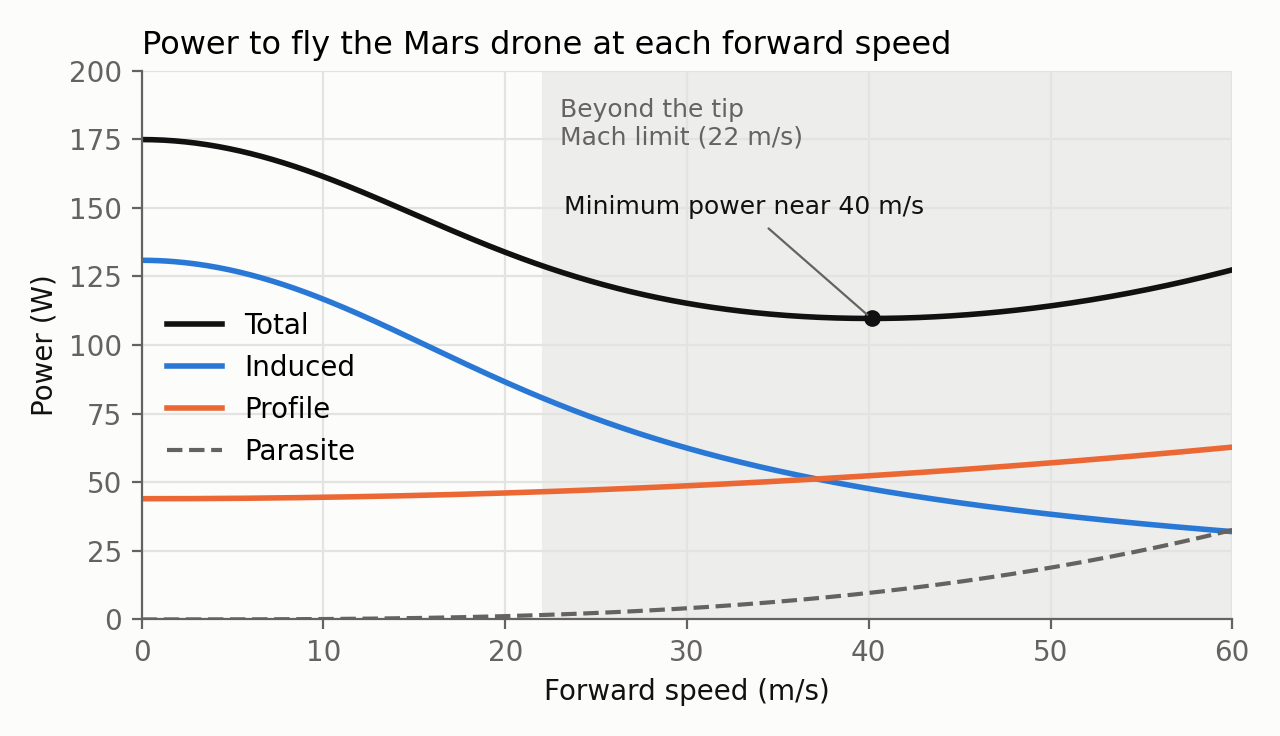 Power to fly the Mars drone at each forward speed
200
175
150
125
100
75
50
25
0
Power (W)
Beyond the tip
Mach limit (22 m/s)
Minimum power near 40 m/s
Total
Induced
Profile
Parasite
0 10 20 30 40 50 60
Forward speed (m/s)